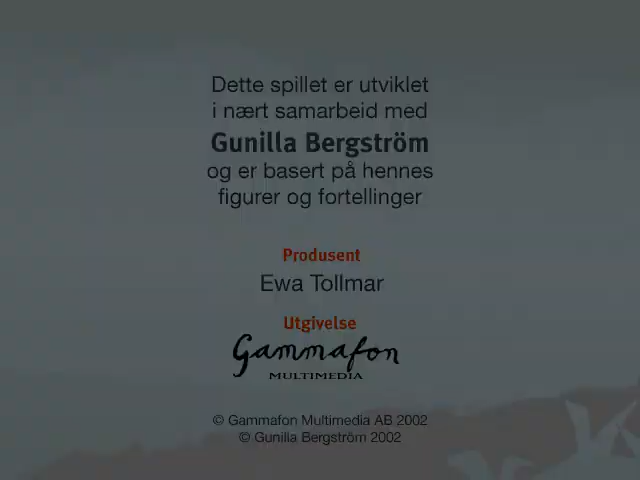 Dette spillet er utviklet
i nært samarbeid med
Gunilla Bergström
og er basert på hennes
figurer og fortellinger
Produsent
Ewa Tollmar
Utgivelse
Gammafon
MULTIMEDIA
© Gammafon Multimedia AB 2002
© Gunilla Bergström 2002